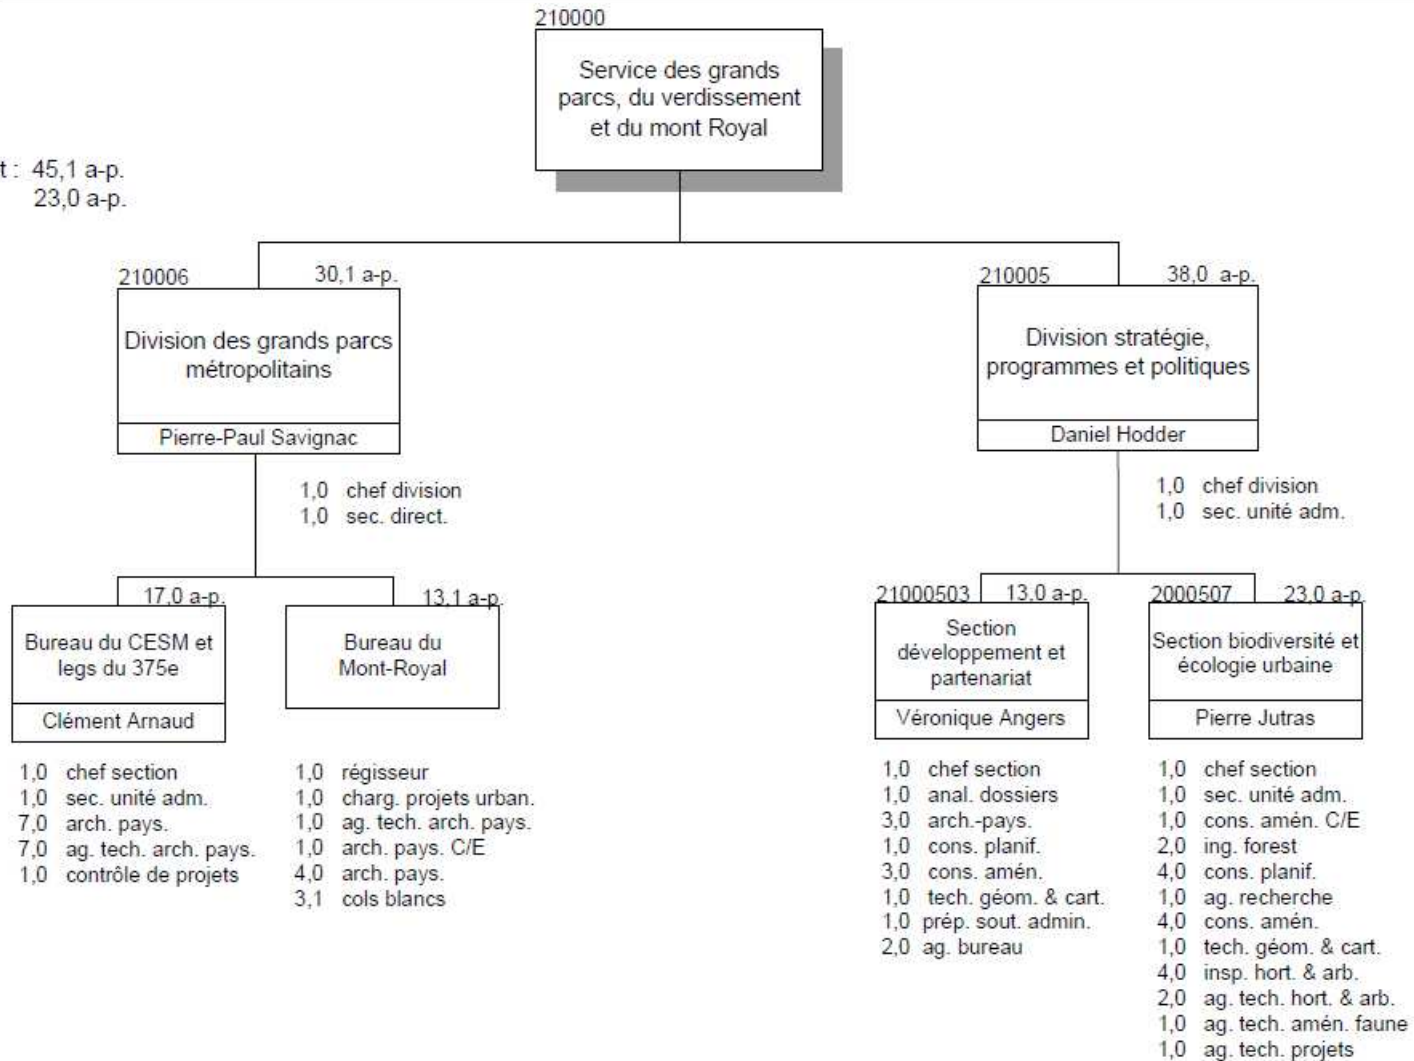 210000
Service des grands
parcs, du verdissement
et du mont Royal
t : 45,1 a-p.
23,0 a-p.
210006 30,1 a-p.
Division des grands parcs
métropolitains
Pierre-Paul Savignac
1,0 chef division
1,0 sec. direct.
210005 38,0 a-p.
Division stratégie,
programmes et politiques
Daniel Hodder
1,0 chef division
1,0 sec. unité adm.
17,0 a-p.
Bureau du CESM et
legs du 375e
Clément Arnaud
1,0 chef section
1,0 sec. unité adm.
7,0 arch. pays.
7,0 ag. tech. arch. pays.
1,0 contrôle de projets
13,1 a-p.
Bureau du
Mont-Royal
1,0 régisseur
1,0 charg. projets urban.
1,0 ag. tech. arch. pays.
1,0 arch. pays. C/E
4,0 arch. pays.
3,1 cols blancs
21000503 13,0 a-p.
Section
développement et
partenariat
Véronique Angers
1,0 chef section
1,0 anal. dossiers
3,0 arch.-pays.
1,0 cons. planif.
3,0 cons. amén.
1,0 tech. géom. & cart.
1,0 prép. sout. admin.
2,0 ag. bureau
2000507 23,0 a-p.
Section biodiversité et
écologie urbaine
Pierre Jutras
1,0 chef section
1,0 sec. unité adm.
1,0 cons. amén. C/E
2,0 ing. forest
4,0 cons. planif.
1,0 ag. recherche
4,0 cons. amén.
1,0 tech. géom. & cart.
4,0 insp. hort. & arb.
2,0 ag. tech. hort. & arb.
1,0 ag. tech. amén. faune
1,0 ag. tech. projets